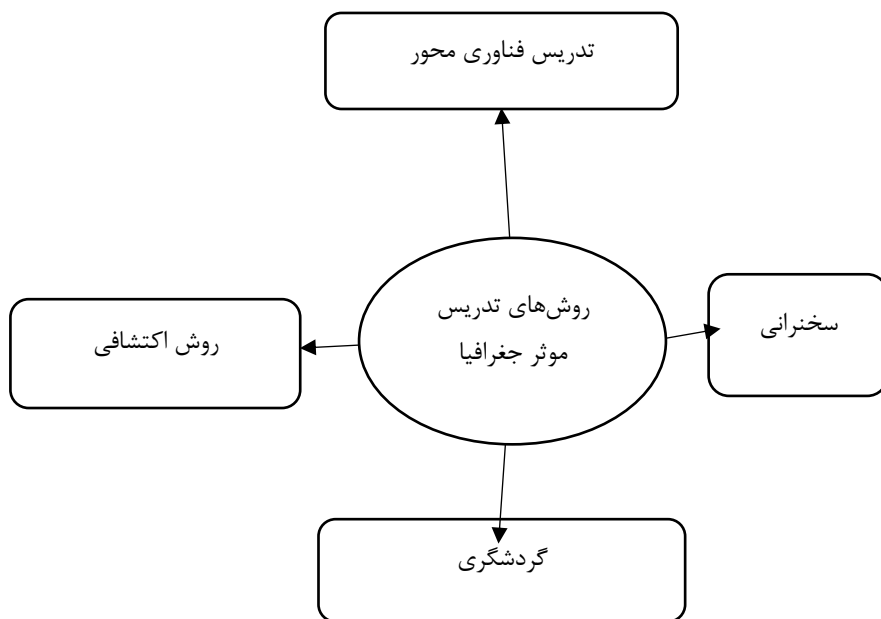 تدریس فناوری محور
سخنرانی
روش‌های تدریس
موثر جغرافیا
روش اکتشافی
گردشگری